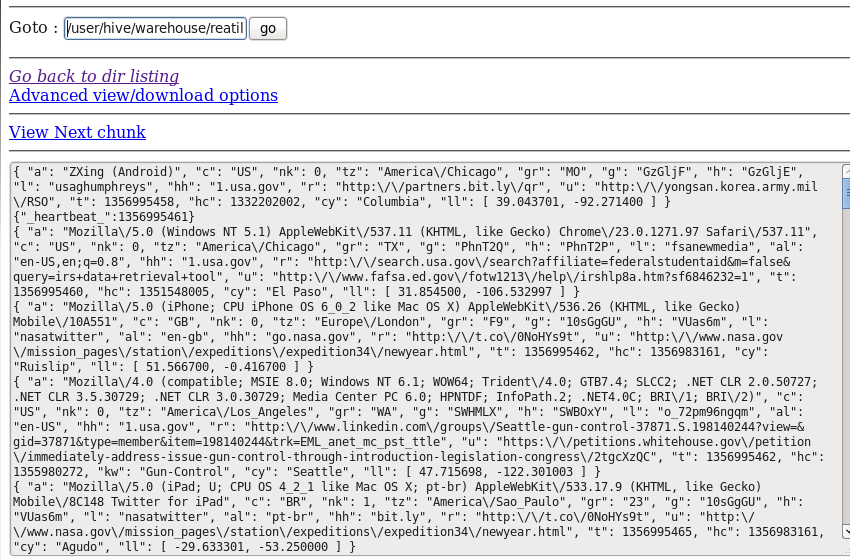 Goto : /user/hive/warehouse/reatil go
Go back to dir listing
Advanced view/download options
View Next chunk
{ "a": "ZXing (Android)", "c": "US", "nk": 0, "tz": "America\/Chicago", "gr": "MO", "g": "GzGljF", "h": "GzGljE",
"l": "usaghumphreys", "hh": "1.usa.gov", "r": "http:\/\/partners.bit.ly\/qr", "u": "http:\/\/yongsan.korea.army.mil
\/RSO", "t": 1356995458, "hc": 1332202002, "cy": "Columbia", "ll": [ 39.043701, -92.271400 ] }
{"_heartbeat_":1356995461}
{ "a": "Mozilla\/5.0 (Windows NT 5.1) AppleWebKit\/537.11 (KHTML, like Gecko) Chrome\/23.0.1271.97 Safari\/537.11",
"c": "US", "nk": 0, "tz": "America\/Chicago", "gr": "TX", "g": "PhnT2Q", "h": "PhnT2P", "l": "fsanewmedia", "al":
"en-US,en;q=0.8", "hh": "1.usa.gov", "r": "http:\/\/search.usa.gov\/search?affiliate=federalstudentaid&m=false&
query=irs+data+retrieval+tool", "u": "http:\/\/www.fafsa.ed.gov\/fotw1213\/help\/irshlp8a.htm?sf6846232=1", "t":
1356995460, "hc": 1351548005, "cy": "El Paso", "ll": [ 31.854500, -106.532997 ] }
{ "a": "Mozilla\/5.0 (iPhone; CPU iPhone OS 6_0_2 like Mac OS X) AppleWebKit\/536.26 (KHTML, like Gecko)
Mobile\/10A551", "c": "GB", "nk": 0, "tz": "Europe\/London", "gr": "F9", "g": "10sGgGU", "h": "VUas6m", "l":
"nasatwitter", "al": "en-gb", "hh": "go.nasa.gov", "r": "http:\/\/t.co\/0NoHYs9t", "u": "http:\/\/www.nasa.gov
\/mission_pages\/station\/expeditions\/expedition34\/newyear.html", "t": 1356995462, "hc": 1356983161, "cy":
"Ruislip", "ll": [ 51.566700, -0.416700 ] }
{ "a": "Mozilla\/4.0 (compatible; MSIE 8.0; Windows NT 6.1; WOW64; Trident\/4.0; GTB7.4; SLCC2; .NET CLR 2.0.50727;
.NET CLR 3.5.30729; .NET CLR 3.0.30729; Media Center PC 6.0; HPNTDF; InfoPath.2; .NET4.0C; BRI\/1; BRI\/2)", "c":
"US", "nk": 0, "tz": "America\/Los_Angeles", "gr": "WA", "g": "SWHMLX", "h": "SWBOxY", "l": "o_72pm96ngqm", "al":
"en-US", "hh": "1.usa.gov", "r": "http:\/\/www.linkedin.com\/groups\/Seattle-gun-control-37871.S.198140244?view=&
gid=37871&type=member&item=198140244&trk=EML_anet_mc_pst_ttle", "u": "https:\/\/petitions.whitehouse.gov\/petition
\/immediately-address-issue-gun-control-through-introduction-legislation-congress\/2tgcXzQC", "t": 1356995462, "hc":
1355980272, "kw": "Gun-Control", "cy": "Seattle", "ll": [ 47.715698, -122.301003 ] }
{ "a": "Mozilla\/5.0 (iPad; U; CPU OS 4_2_1 like Mac OS X; pt-br) AppleWebKit\/533.17.9 (KHTML, like Gecko)
Mobile\/8C148 Twitter for iPad", "c": "BR", "nk": 1, "tz": "America\/Sao_Paulo", "gr": "23", "g": "10sGgGU", "h":
"VUas6m", "l": "nasatwitter", "al": "pt-br", "hh": "bit.ly", "r": "http:\/\/t.co\/0NoHYs9t", "u": "http:\/
\/www.nasa.gov\/mission_pages\/station\/expeditions\/expedition34\/newyear.html", "t": 1356995465, "hc": 1356983161,
"cy": "Agudo", "ll": [ -29.633301, -53.250000 ] }